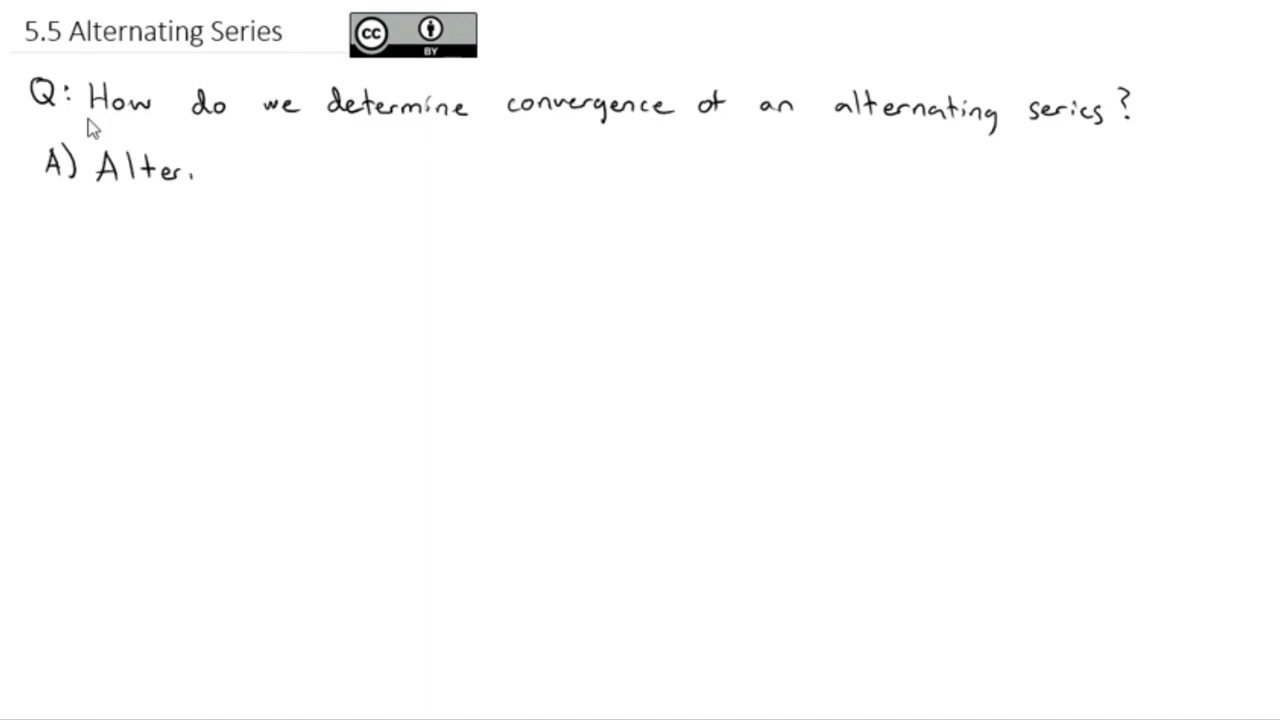 5.5 Alternating Series
cc BY
Q: How do we determine convergence of an alternating series?
A) Alter.